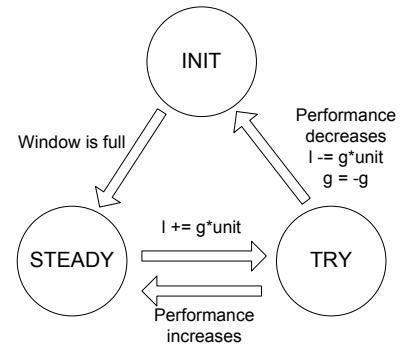 INIT
Window is full
Performance
decreases
I -= g*unit
g = -g
STEADY
I += g*unit
TRY
Performance
increases